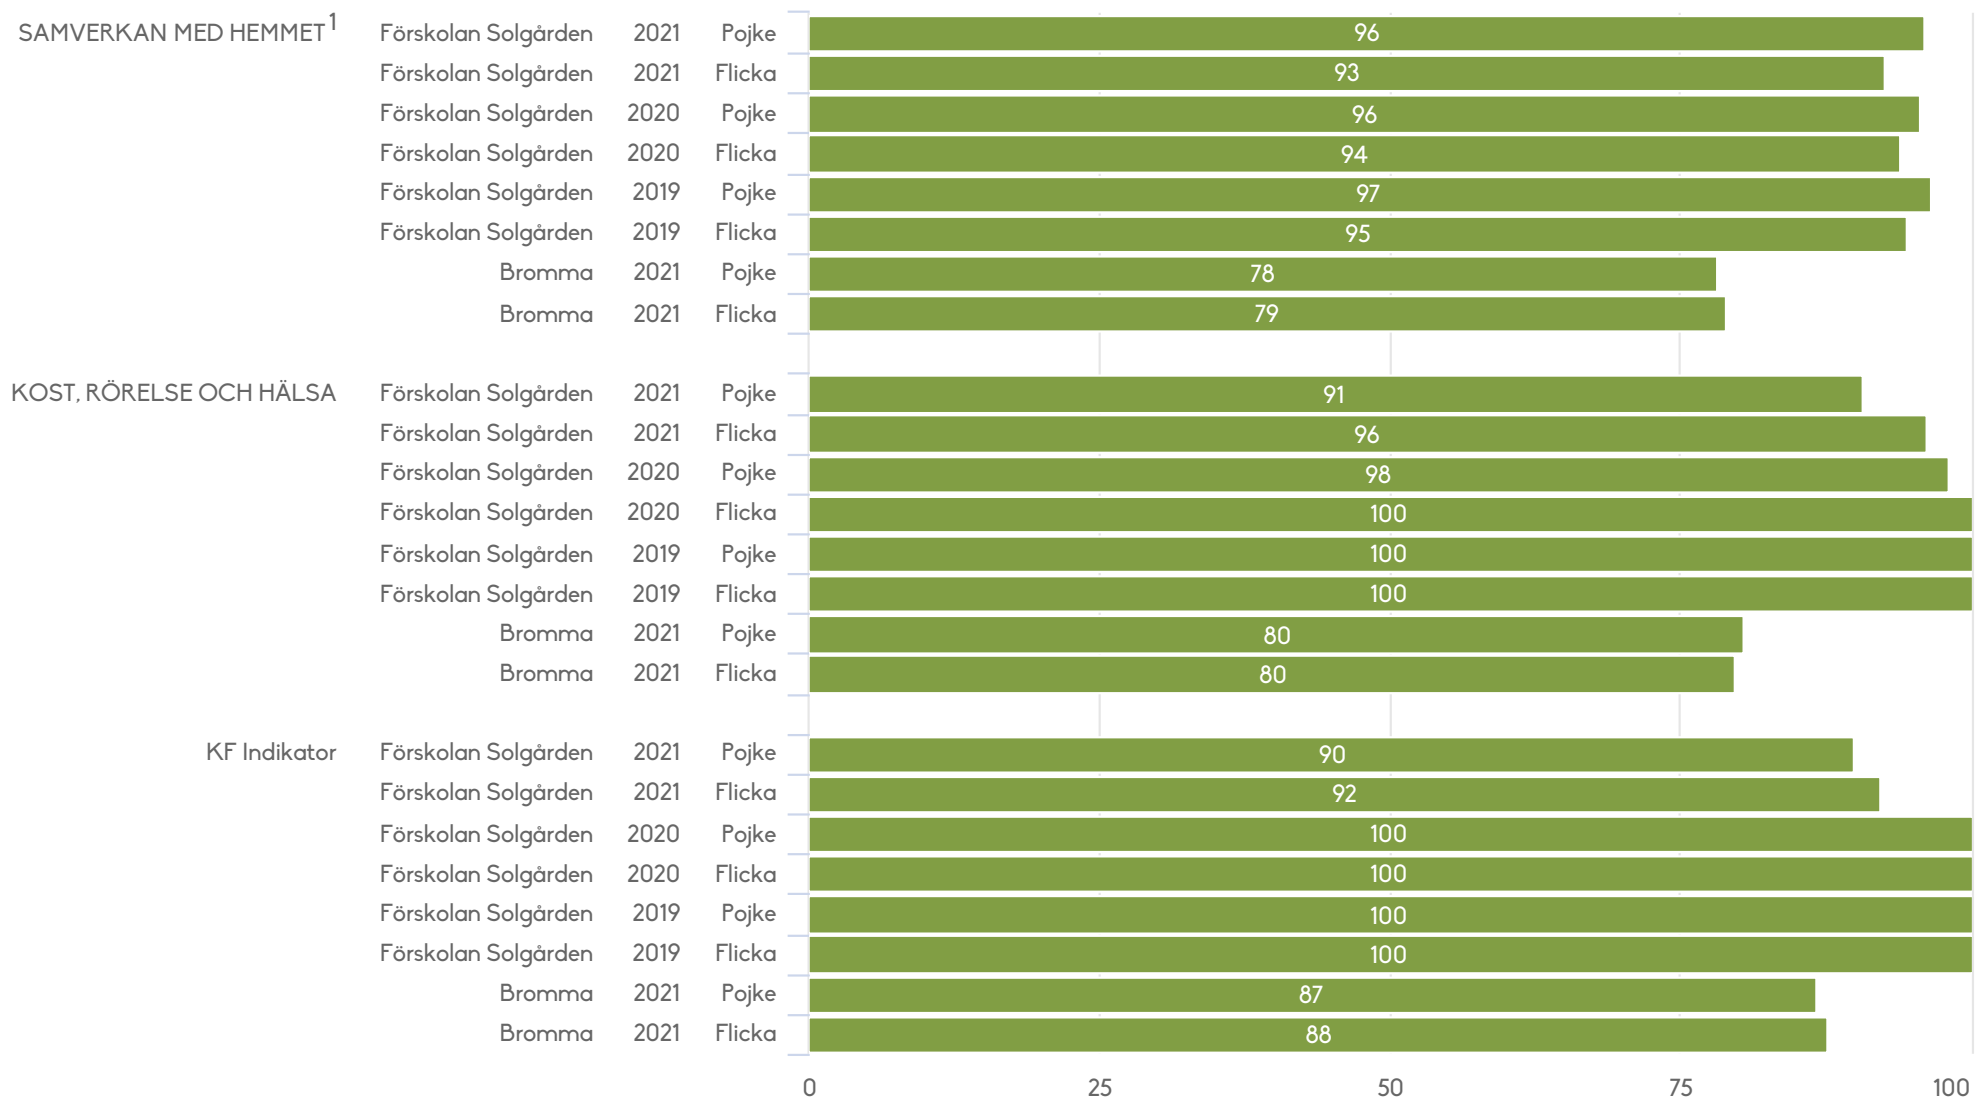 SAMVERKAN MED HEMMET1 Förskolan Solgården 2021 Pojke 96
Förskolan Solgården 2021 Flicka 93
Förskolan Solgården 2020 Pojke 96
Förskolan Solgården 2020 Flicka 94
Förskolan Solgården 2019 Pojke 97
Förskolan Solgården 2019 Flicka 95
Bromma 2021 Pojke 78
Bromma 2021 Flicka 79
KOST, RÖRELSE OCH HÄLSA Förskolan Solgården 2021 Pojke 91
Förskolan Solgården 2021 Flicka 96
Förskolan Solgården 2020 Pojke 98
Förskolan Solgården 2020 Flicka 100
Förskolan Solgården 2019 Pojke 100
Förskolan Solgården 2019 Flicka 100
Bromma 2021 Pojke 80
Bromma 2021 Flicka 80
KF Indikator Förskolan Solgården 2021 Pojke 90
Förskolan Solgården 2021 Flicka 92
Förskolan Solgården 2020 Pojke 100
Förskolan Solgården 2020 Flicka 100
Förskolan Solgården 2019 Pojke 100
Förskolan Solgården 2019 Flicka 100
Bromma 2021 Pojke 87
Bromma 2021 Flicka 88
0 25 50 75 100